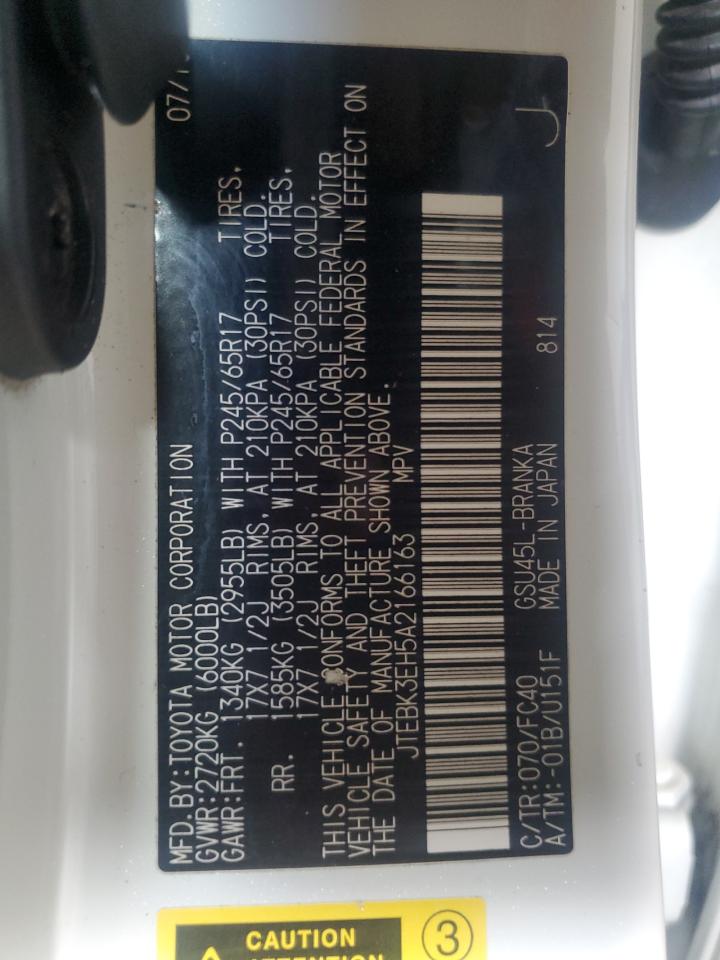 07/1
MFD. BY:TOYOTA MOTOR CORPORATION
GVWR:2720KG (6000LB)
GAWR:FRT. 1340KG (2955LB) WITH P245/65R17 TIRES,
17X7 1/2J RIMS, AT 210KPA (30PSI) COLD.
RR. 1585KG (3505LB) WITH P245/65R17 TIRES,
17X7 1/2J RIMS, AT 210KPA (30PSI) COLD.
THIS VEHICLE CONFORMS TO ALL APPLICABLE FEDERAL MOTOR
VEHICLE SAFETY AND THEFT PREVENTION STANDARDS IN EFFECT ON
THE DATE OF MANUFACTURE SHOWN ABOVE.
JTEBK3EH5A2166163 MPV
C/TR:070/FC40 GSU45L-BRANKA J
A/TM:-01B/U151F MADE IN JAPAN 814
CAUTION
3